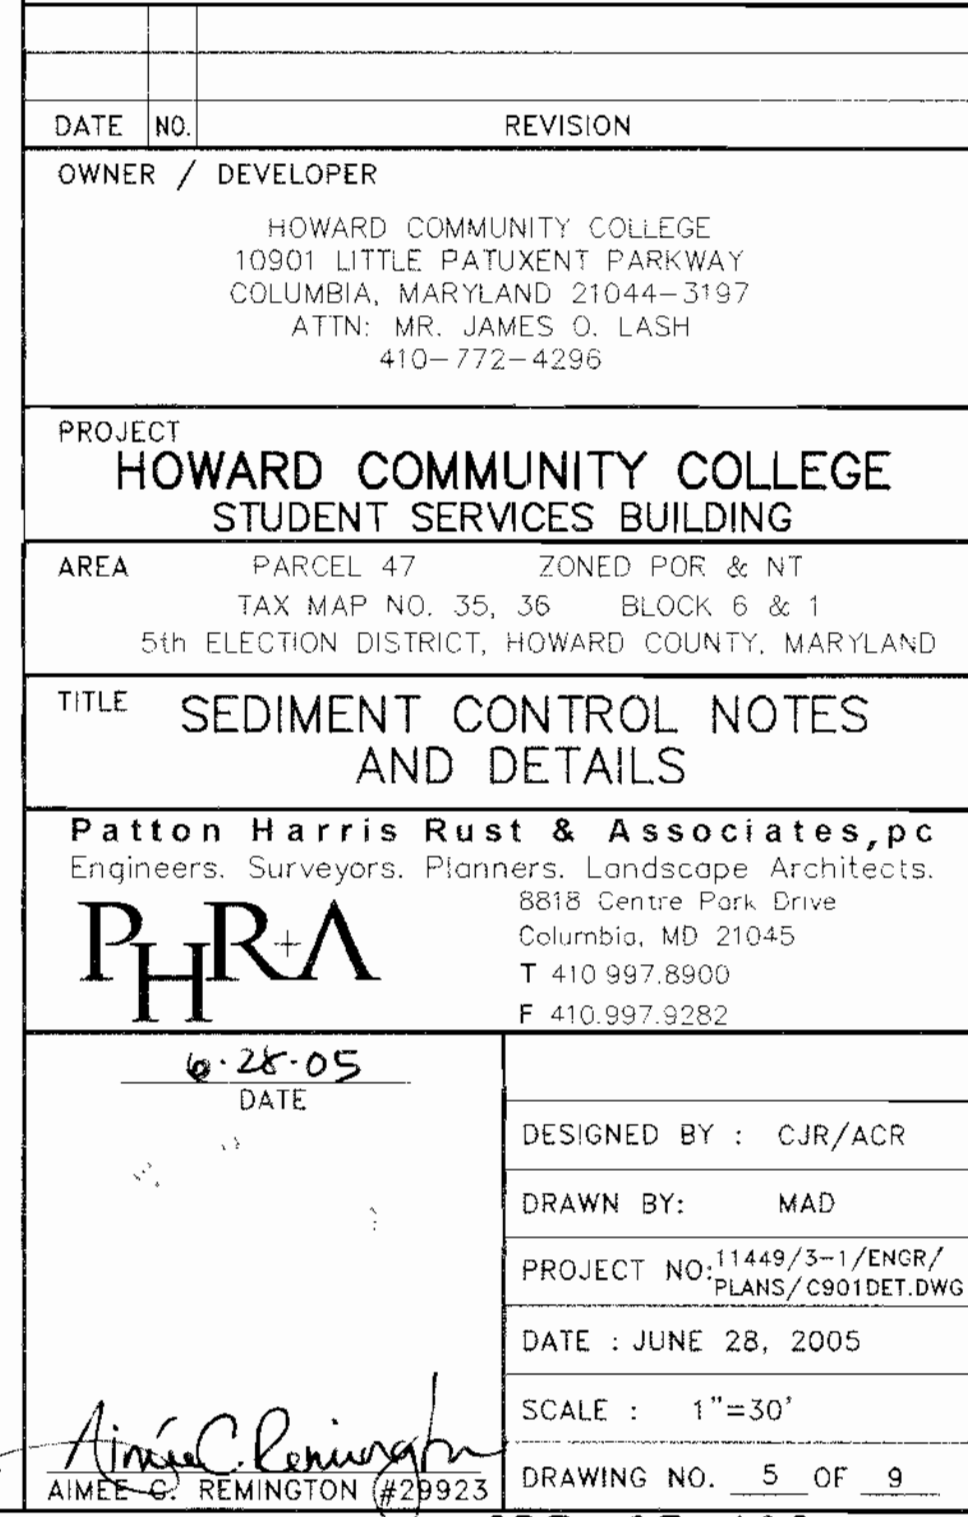 DATE NO. REVISION
OWNER / DEVELOPER
HOWARD COMMUNITY COLLEGE
10901 LITTLE PATUXENT PARKWAY
COLUMBIA, MARYLAND 21044-3197
ATTN: MR. JAMES O. LASH
410-772-4296
PROJECT
HOWARD COMMUNITY COLLEGE
STUDENT SERVICES BUILDING
AREA PARCEL 47 ZONED POR & NT
TAX MAP NO. 35, 36 BLOCK 6 & 1
5th ELECTION DISTRICT, HOWARD COUNTY, MARYLAND
TITLE SEDIMENT CONTROL NOTES
AND DETAILS
Patton Harris Rust & Associates,pc
Engineers. Surveyors. Planners. Landscape Architects.
PHR+A
8818 Centre Park Drive
Columbia, MD 21045
T 410 997.8900
F 410.997.9282
6·28·05
DATE
Aimée C. Remington
AIMEE C. REMINGTON #29923
DESIGNED BY : CJR/ACR
DRAWN BY: MAD
PROJECT NO: 11449/3-1/ENGR/
PLANS/C901DET.DWG
DATE : JUNE 28, 2005
SCALE : 1"=30'
DRAWING NO. 5 OF 9